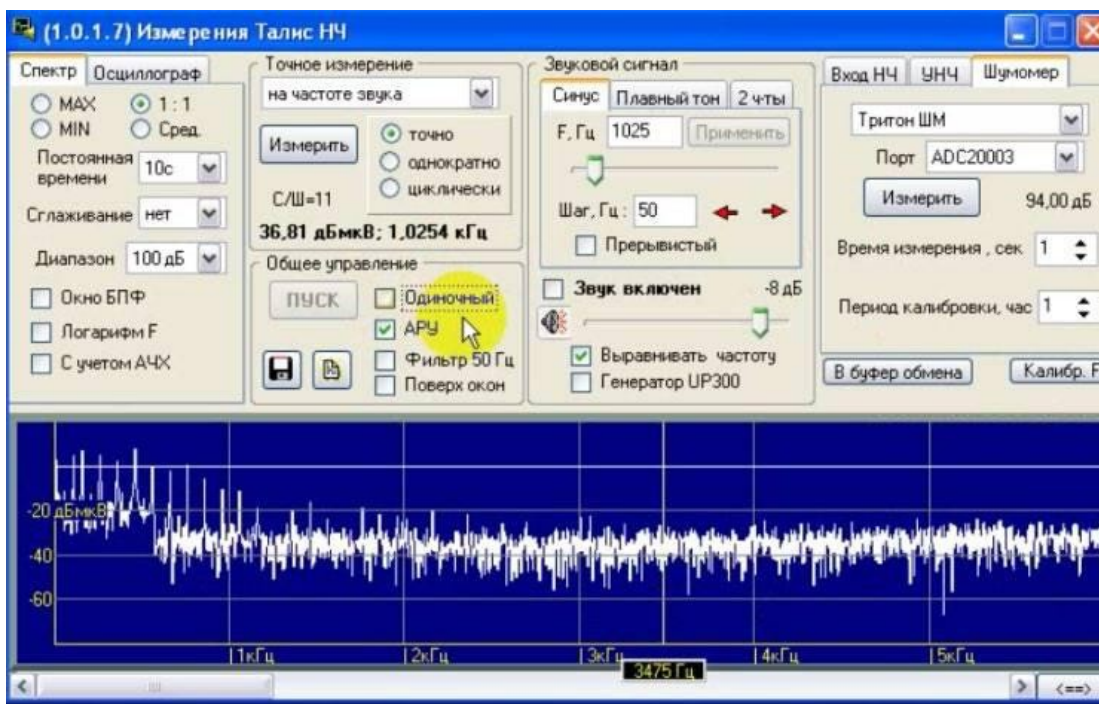 (1.0.1.7) Измерения Талис НЧ
Спектр Осциллограф
MAX 1 : 1
MIN Сред.
Постоянная времени 10с
Сглаживание нет
Диапазон 100 дБ
Окно БПФ
Логарифм F
С учетом АЧХ
Точное измерение
на частоте звука
Измерить
точно
однократно
циклически
С/Ш=11
36,81 дБмкВ; 1,0254 кГц
Общее управление
ПУСК
Одиночный
АРУ
Фильтр 50 Гц
Поверх окон
Звуковой сигнал
Синус Плавный тон 2 ч-ты
F, Гц 1025 Применить
Шаг, Гц : 50
Прерывистый
Звук включен -8 дБ
Выравнивать частоту
Генератор UP300
Вход НЧ УНЧ Шумомер
Тритон ШМ
Порт ADC20003
Измерить 94,00 дБ
Время измерения , сек 1
Период калибровки, час 1
В буфер обмена Калибр. F
-20 дБмкВ
-40
-60
1кГц 2кГц 3кГц 4кГц 5кГц
3475 Гц
<==>